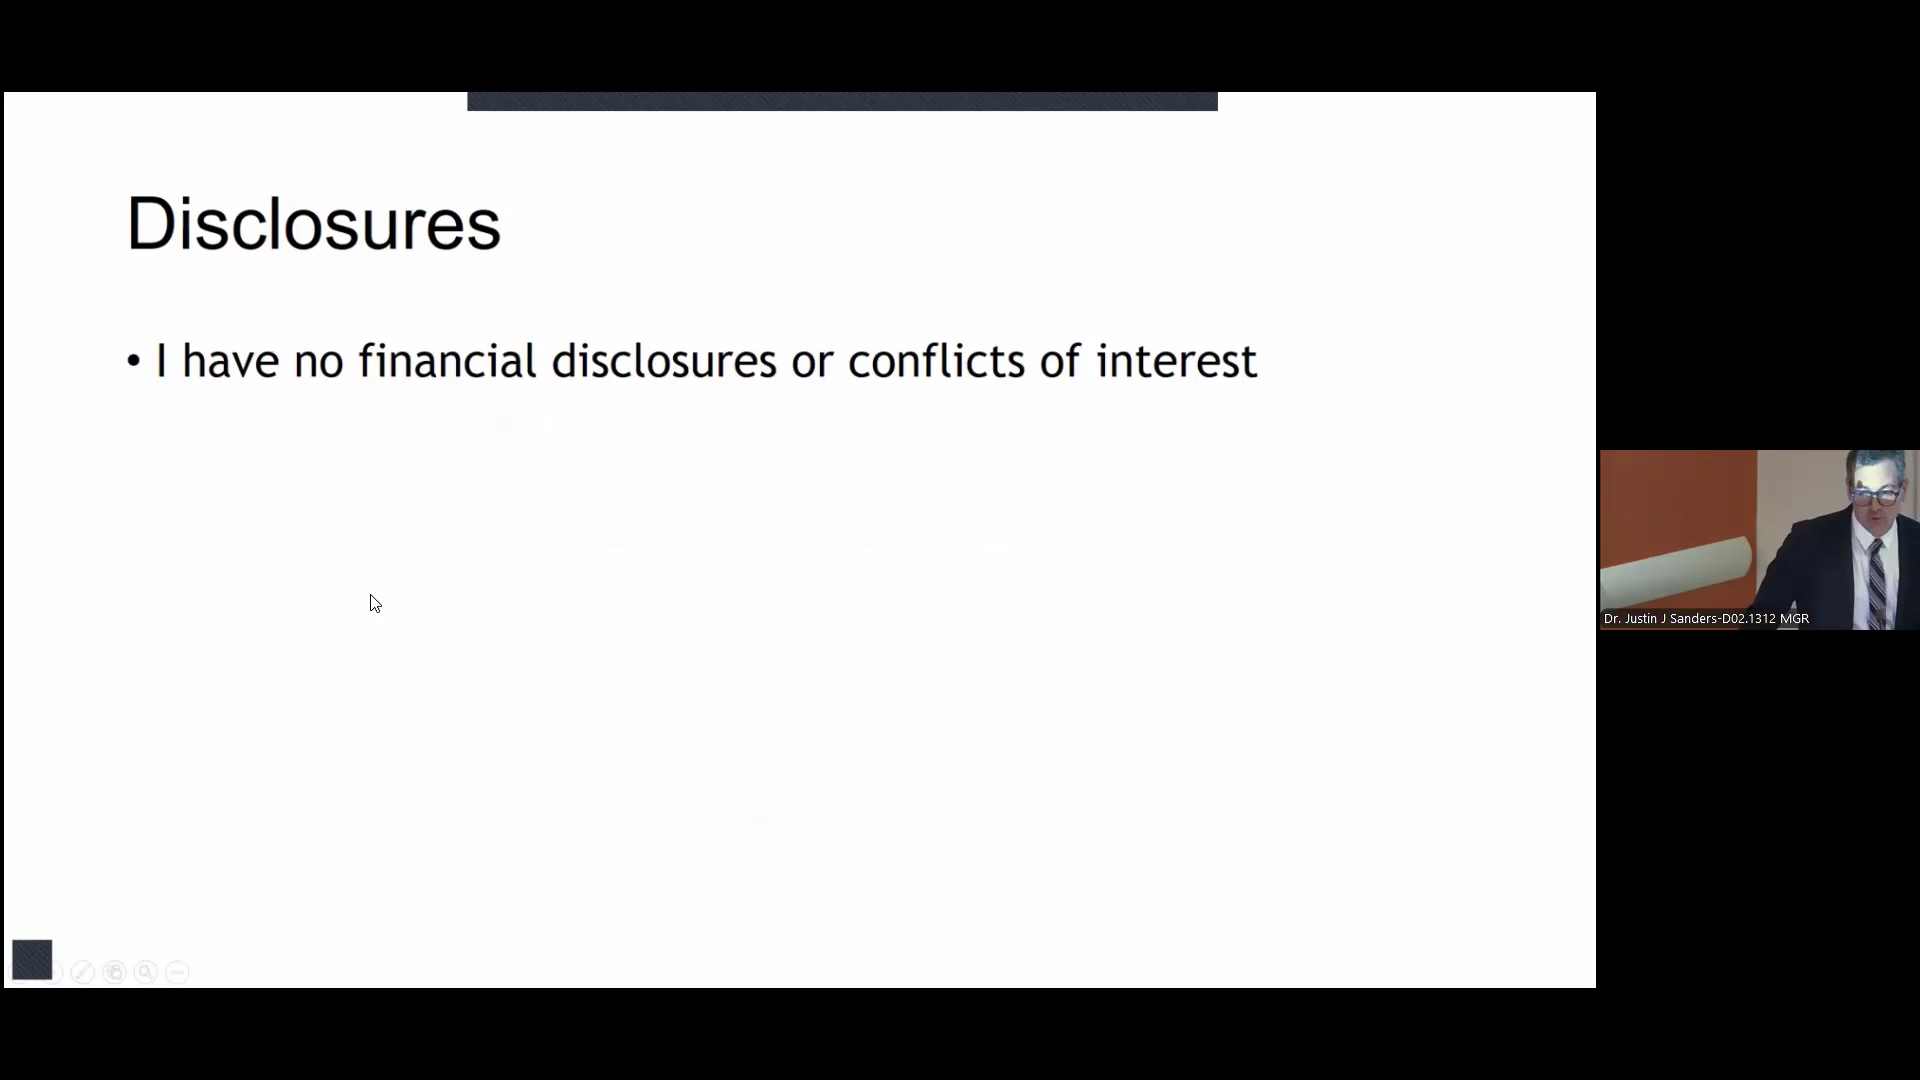 Disclosures
• I have no financial disclosures or conflicts of interest
Dr. Justin J Sanders-D02.1312 MGR